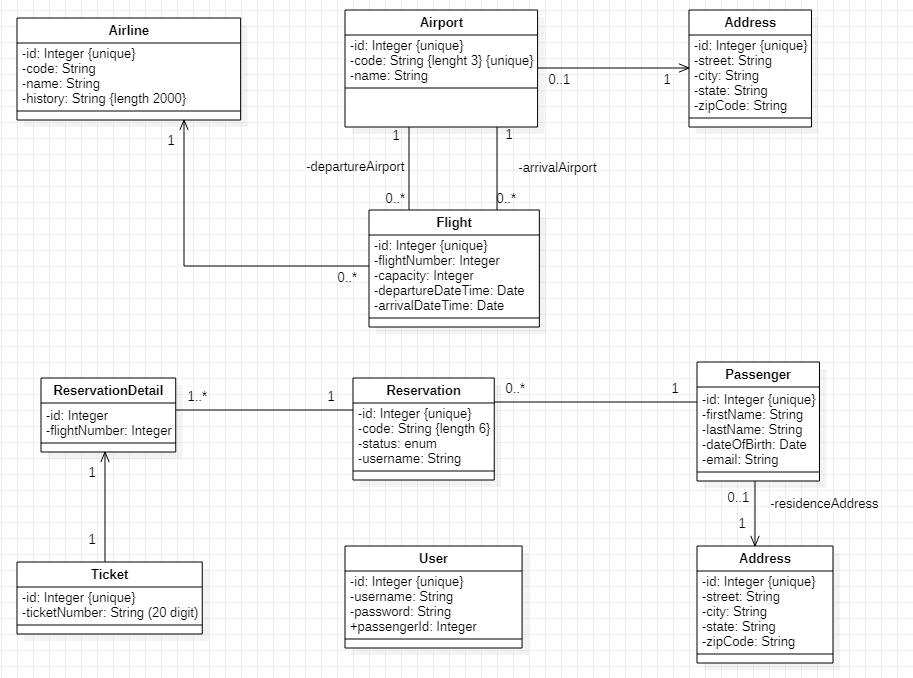 Airline
-id: Integer {unique}
-code: String
-name: String
-history: String {length 2000}
Airport
-id: Integer {unique}
-code: String {lenght 3} {unique}
-name: String
Address
-id: Integer {unique}
-street: String
-city: String
-state: String
-zipCode: String
0..1
1
1
1
1
-departureAirport
-arrivalAirport
0..*
0..*
Flight
-id: Integer {unique}
-flightNumber: Integer
-capacity: Integer
-departureDateTime: Date
-arrivalDateTime: Date
0..*
ReservationDetail
-id: Integer
-flightNumber: Integer
1..*
1
Reservation
-id: Integer {unique}
-code: String {length 6}
-status: enum
-username: String
0..*
1
Passenger
-id: Integer {unique}
-firstName: String
-lastName: String
-dateOfBirth: Date
-email: String
1
1
0..1
-residenceAddress
1
Ticket
-id: Integer {unique}
-ticketNumber: String (20 digit)
User
-id: Integer {unique}
-username: String
-password: String
+passengerId: Integer
Address
-id: Integer {unique}
-street: String
-city: String
-state: String
-zipCode: String